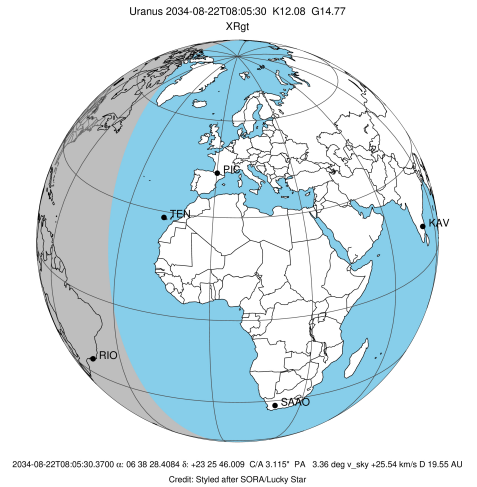 Uranus 2034-08-22T08:05:30  K12.08  G14.77
XRgt
PIC
TEN
KAV
RIO
SAAO
2034-08-22T08:05:30.3700 α: 06 38 28.4084 δ: +23 25 46.009  C/A 3.115"  PA   3.36 deg v_sky +25.54 km/s D 19.55 AU
Credit: Styled after SORA/Lucky Star